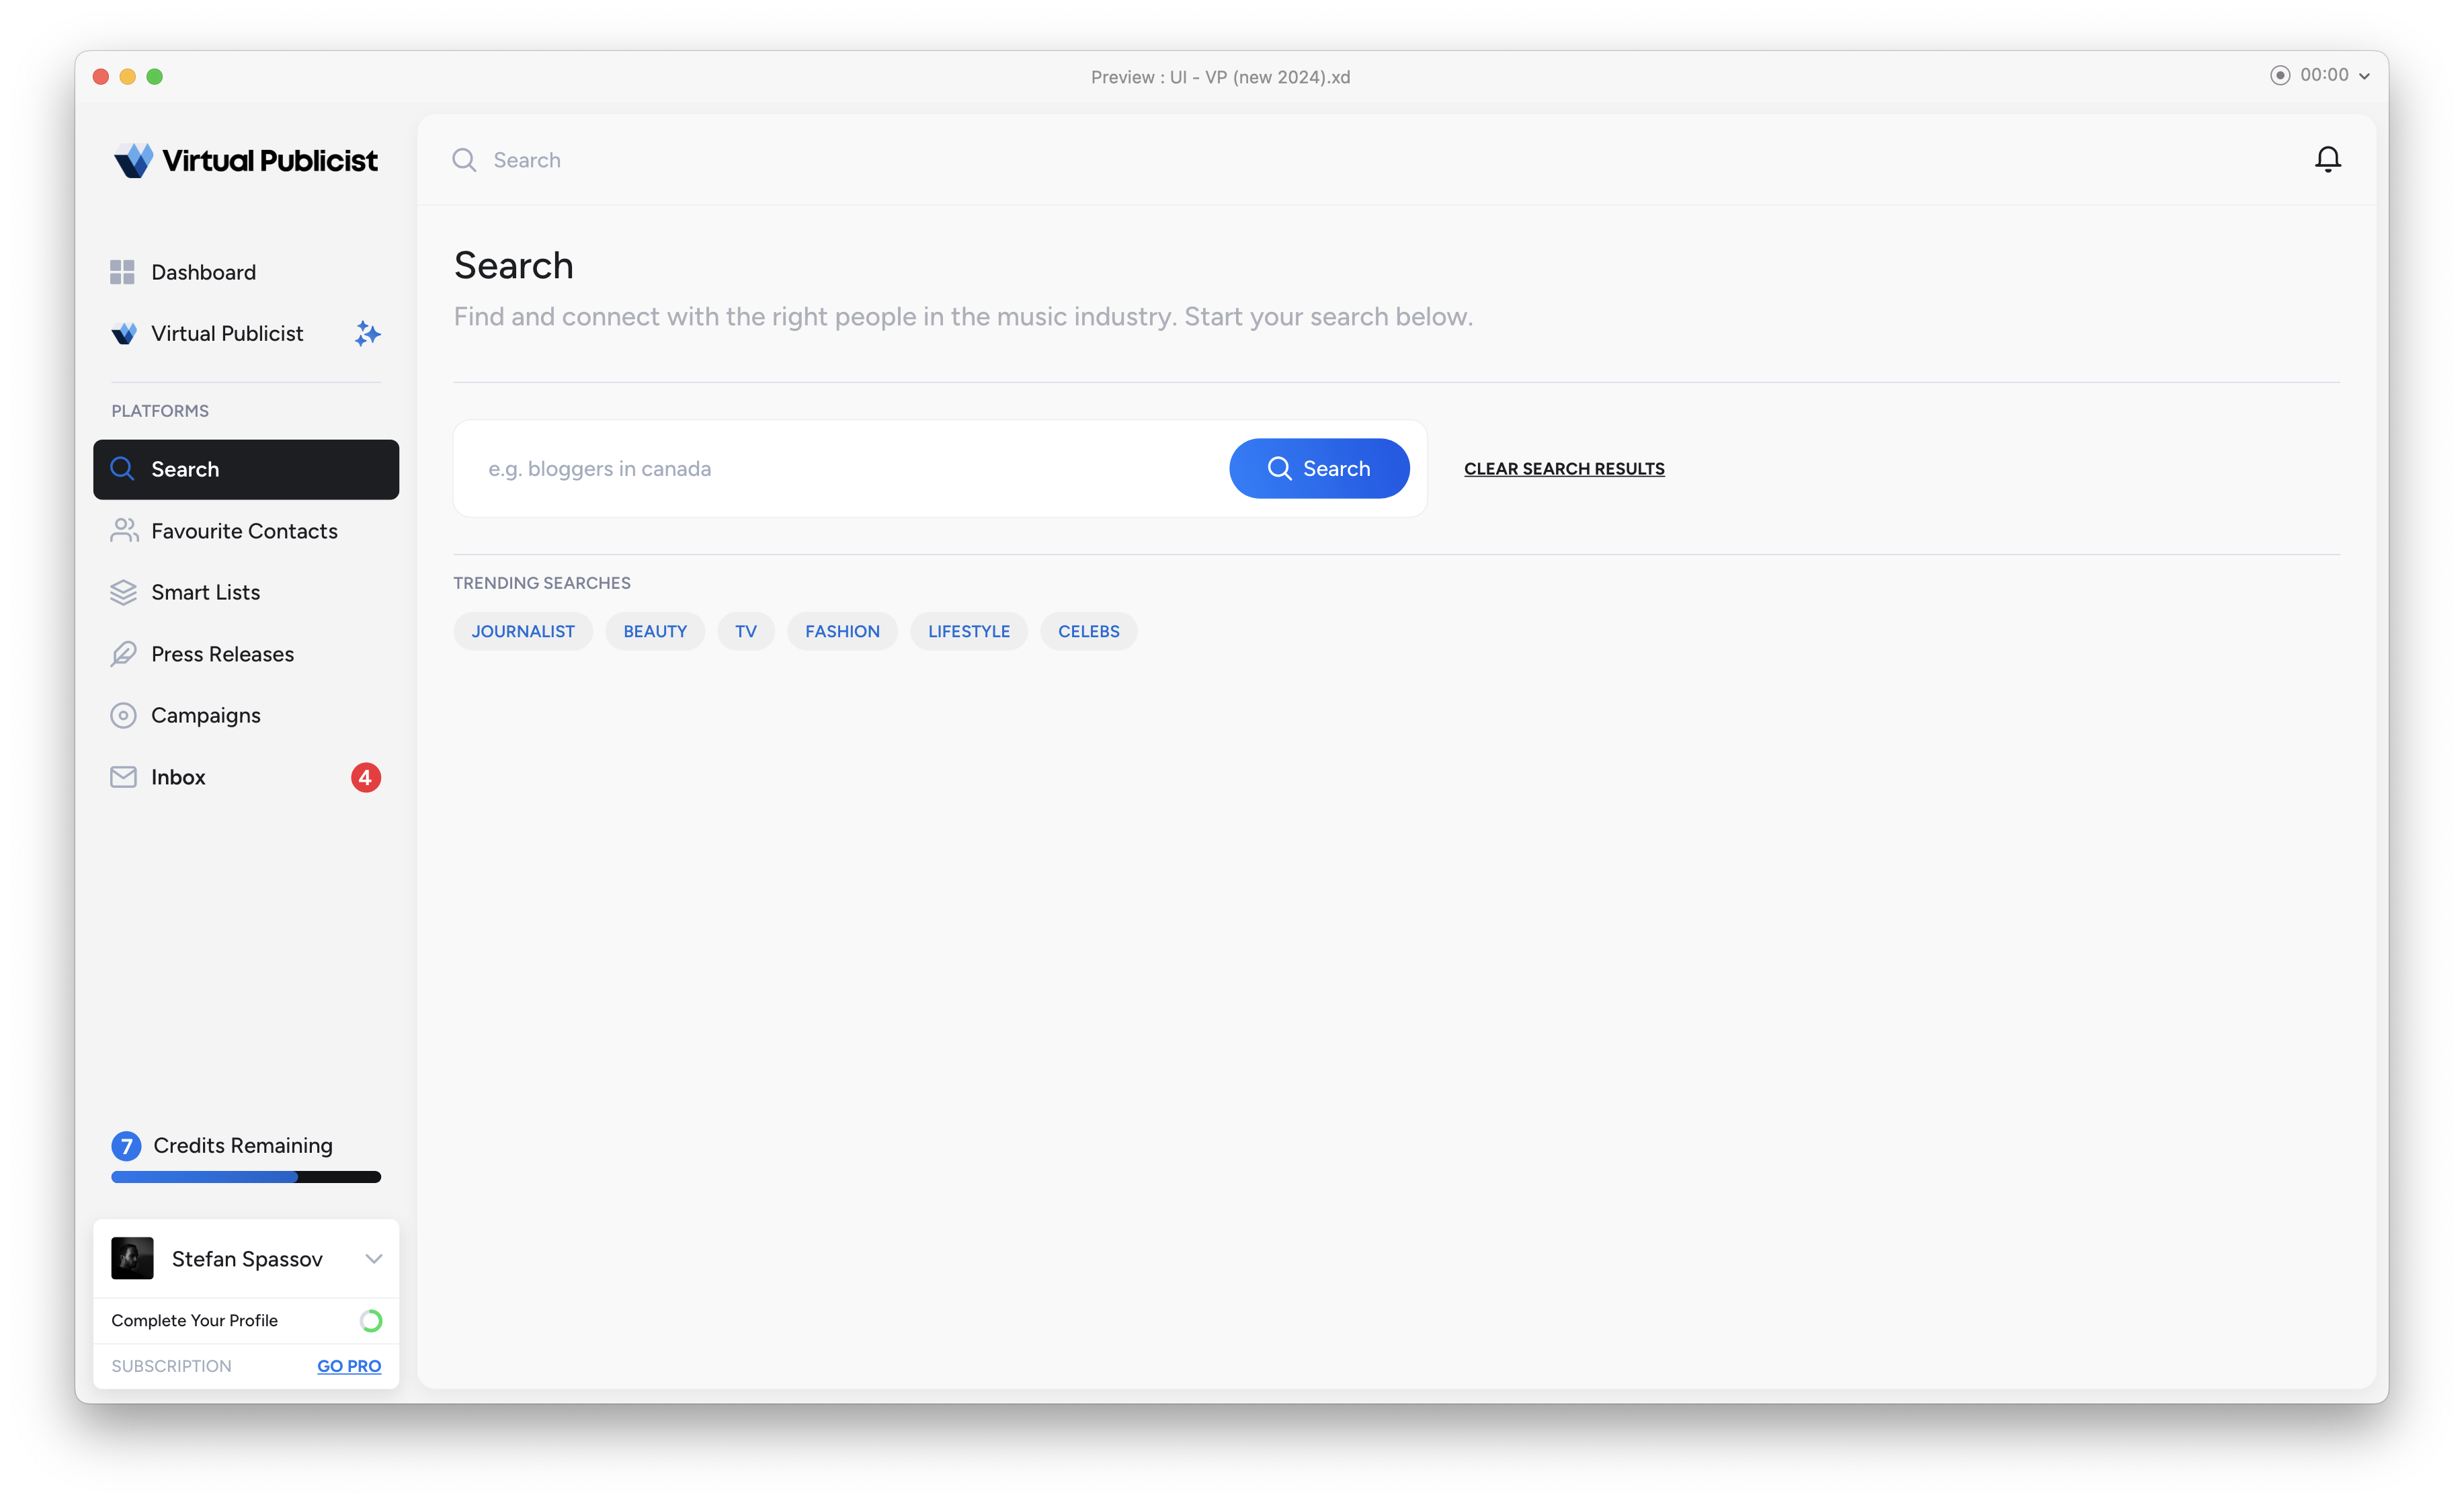 Preview : UI - VP (new 2024).xd
00:00
Virtual Publicist
Search
Dashboard
Virtual Publicist
PLATFORMS
Search
Favourite Contacts
Smart Lists
Press Releases
Campaigns
Inbox
4
7 Credits Remaining
Stefan Spassov
Complete Your Profile
SUBSCRIPTION GO PRO
Search
Find and connect with the right people in the music industry. Start your search below.
e.g. bloggers in canada
Search
CLEAR SEARCH RESULTS
TRENDING SEARCHES
JOURNALIST BEAUTY TV FASHION LIFESTYLE CELEBS